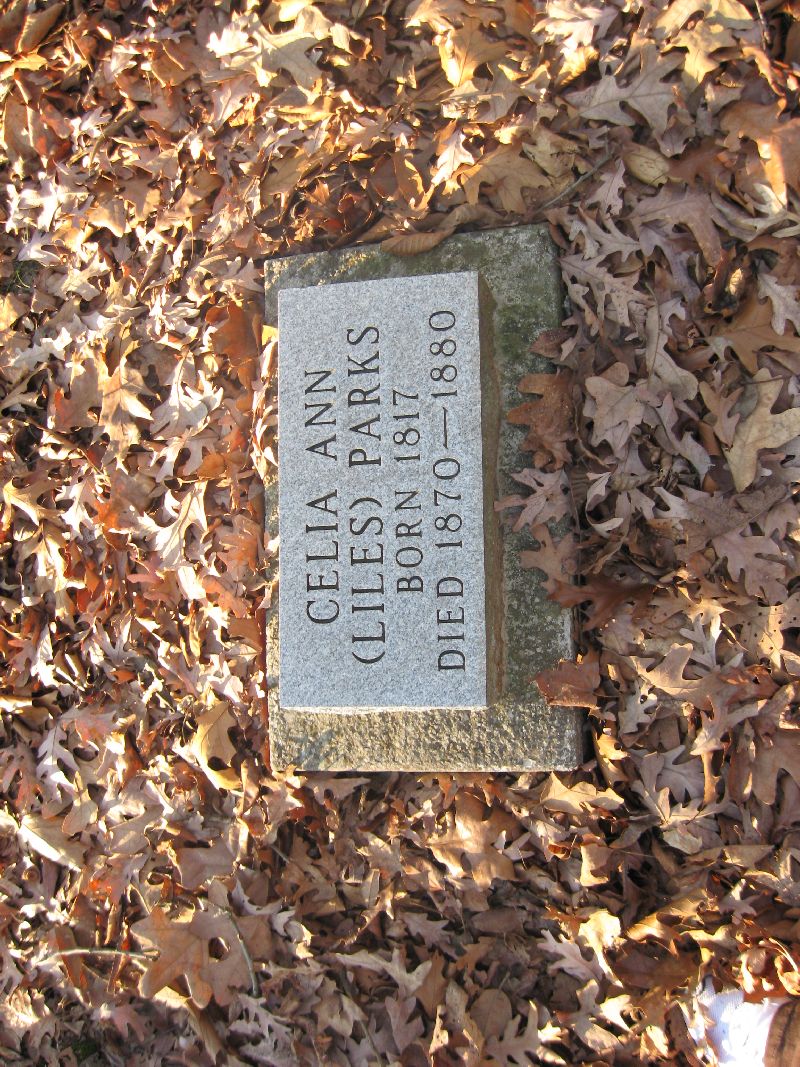 CELIA ANN
(LILES) PARKS
BORN 1817
DIED 1870—1880